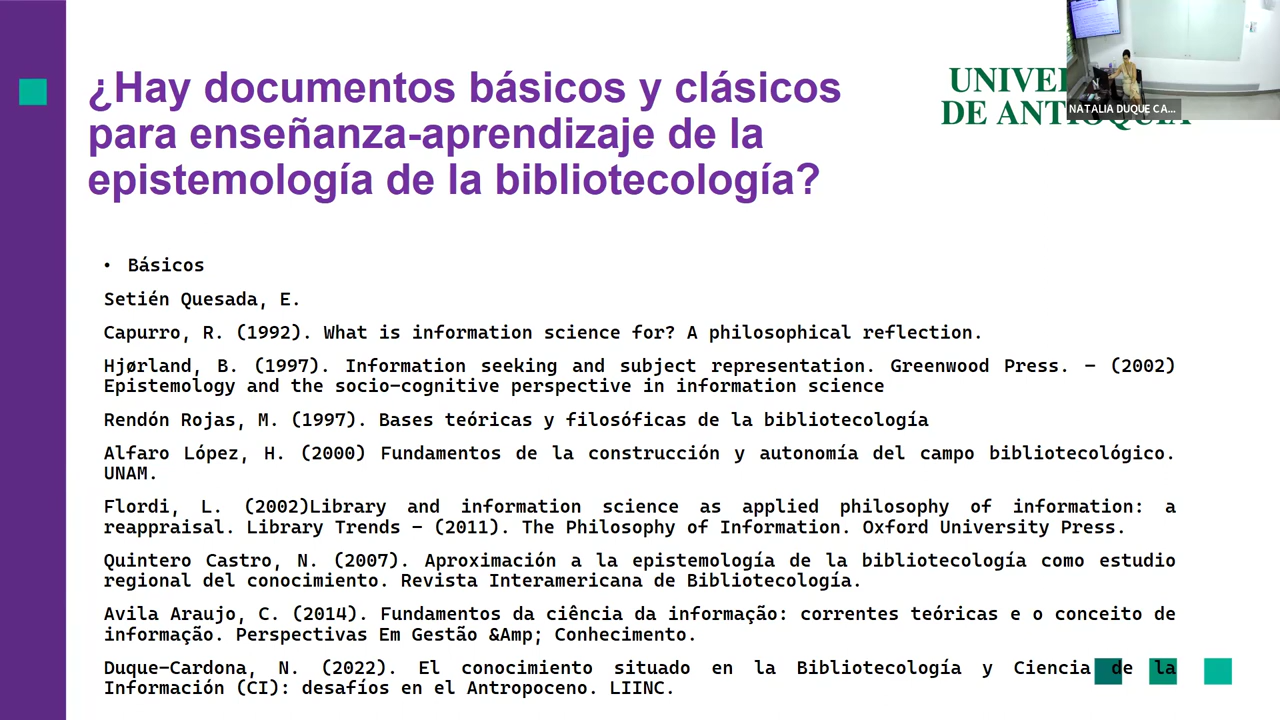 ¿Hay documentos básicos y clásicos
para enseñanza-aprendizaje de la
epistemología de la bibliotecología?
NATALIA DUQUE CA...
• Básicos
Setién Quesada, E.
Capurro, R. (1992). What is information science for? A philosophical reflection.
Hjørland, B. (1997). Information seeking and subject representation. Greenwood Press. – (2002)
Epistemology and the socio–cognitive perspective in information science
Rendón Rojas, M. (1997). Bases teóricas y filosóficas de la bibliotecología
Alfaro López, H. (2000) Fundamentos de la construcción y autonomía del campo bibliotecológico.
UNAM.
Flordi, L. (2002)Library and information science as applied philosophy of information: a
reappraisal. Library Trends – (2011). The Philosophy of Information. Oxford University Press.
Quintero Castro, N. (2007). Aproximación a la epistemología de la bibliotecología como estudio
regional del conocimiento. Revista Interamericana de Bibliotecología.
Avila Araujo, C. (2014). Fundamentos da ciência da informação: correntes teóricas e o conceito de
informação. Perspectivas Em Gestão &Amp; Conhecimento.
Duque–Cardona, N. (2022). El conocimiento situado en la Bibliotecología y Ciencia de la
Información (CI): desafíos en el Antropoceno. LIINC.